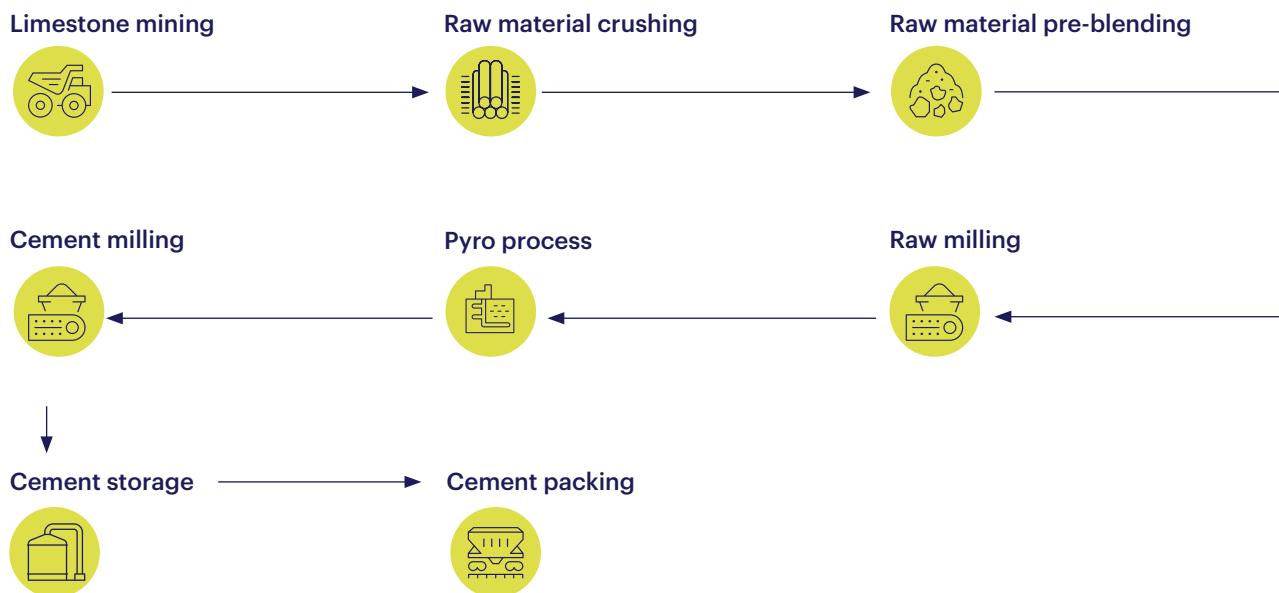 Limestone mining
Raw material crushing
Raw material pre-blending
Cement milling
Pyro process
Raw milling
Cement storage
Cement packing